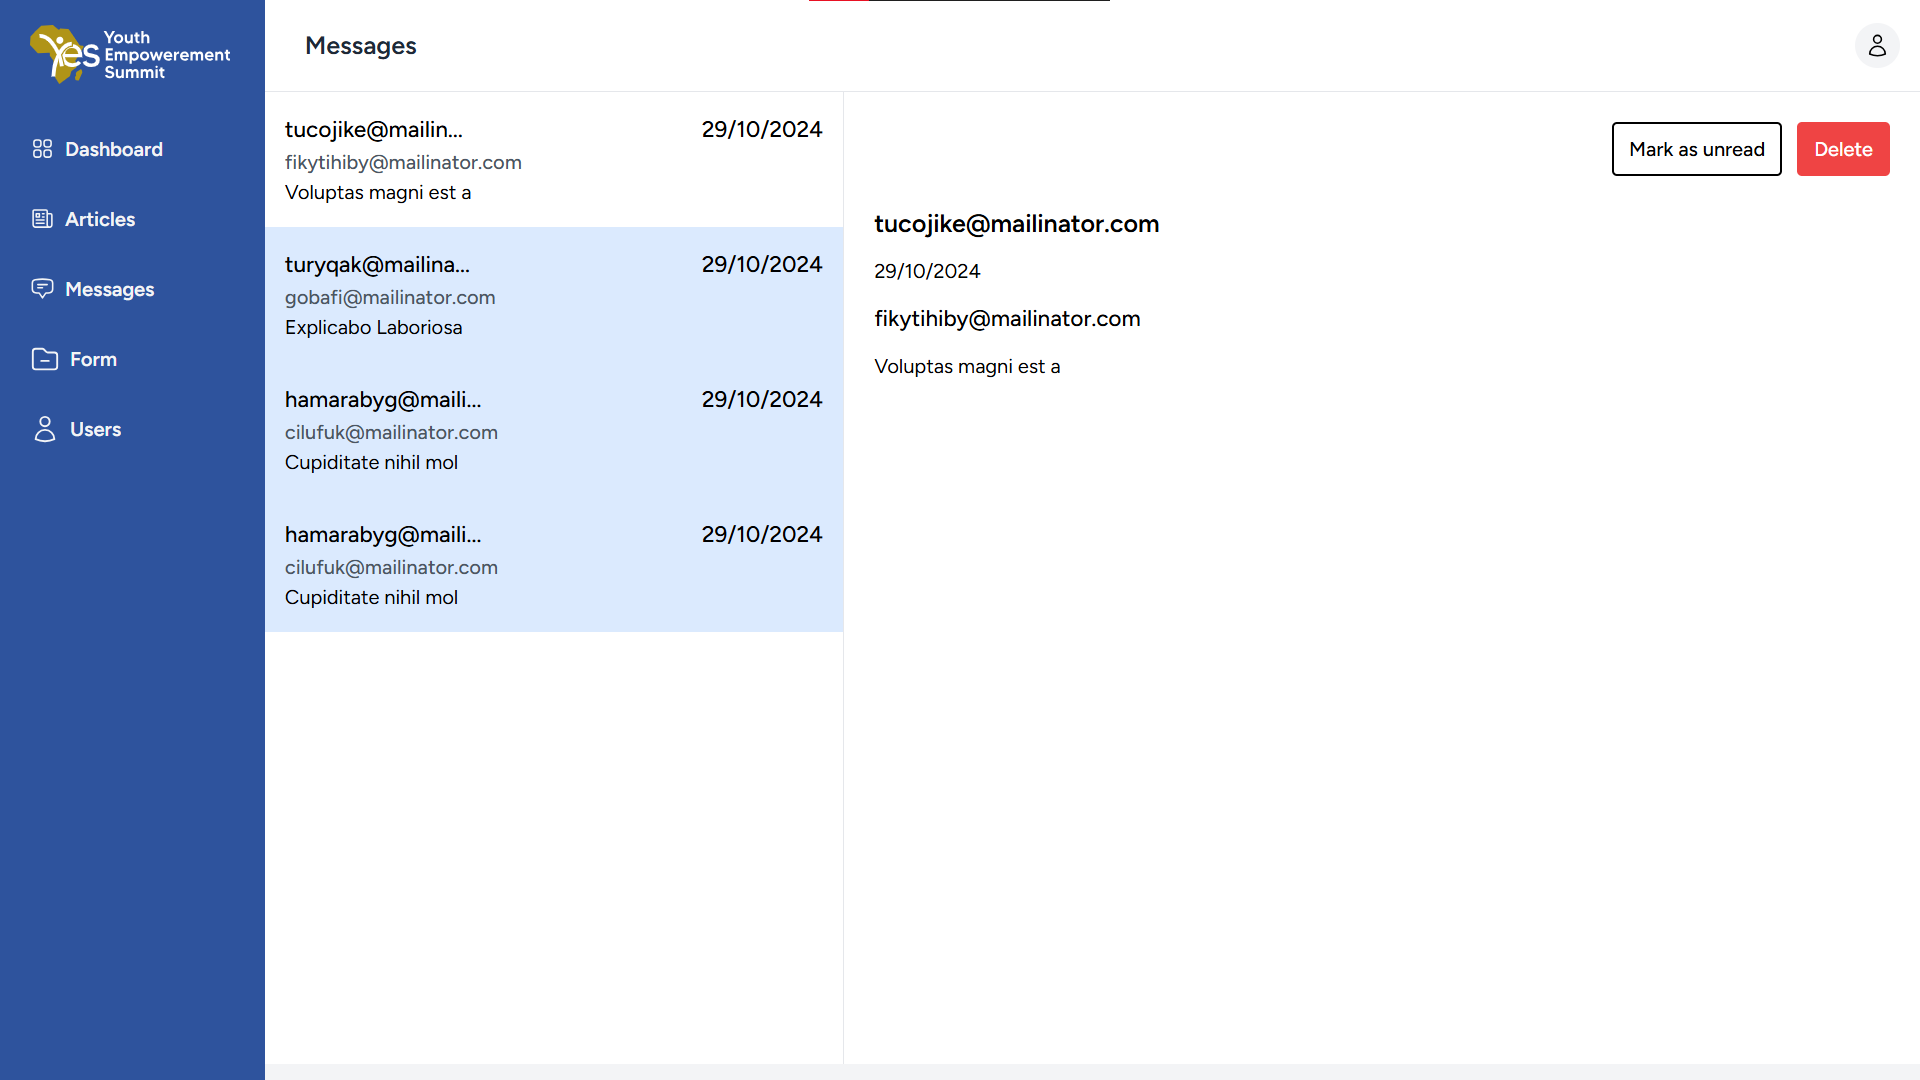 Yes Youth
Empowerement
Summit
Dashboard
Articles
Messages
Form
Users
Messages
tucojike@mailin... 29/10/2024
fikytihiby@mailinator.com
Voluptas magni est a
turyqak@mailina... 29/10/2024
gobafi@mailinator.com
Explicabo Laboriosa
hamarabyg@maili... 29/10/2024
cilufuk@mailinator.com
Cupiditate nihil mol
hamarabyg@maili... 29/10/2024
cilufuk@mailinator.com
Cupiditate nihil mol
Mark as unread Delete
tucojike@mailinator.com
29/10/2024
fikytihiby@mailinator.com
Voluptas magni est a